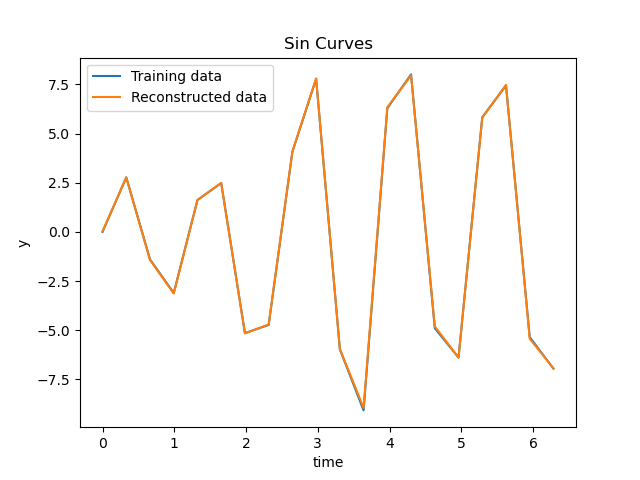 Sin Curves
Training data
Reconstructed data
7.5
5.0
2.5
0.0
−2.5
−5.0
−7.5
y
0 1 2 3 4 5 6
time